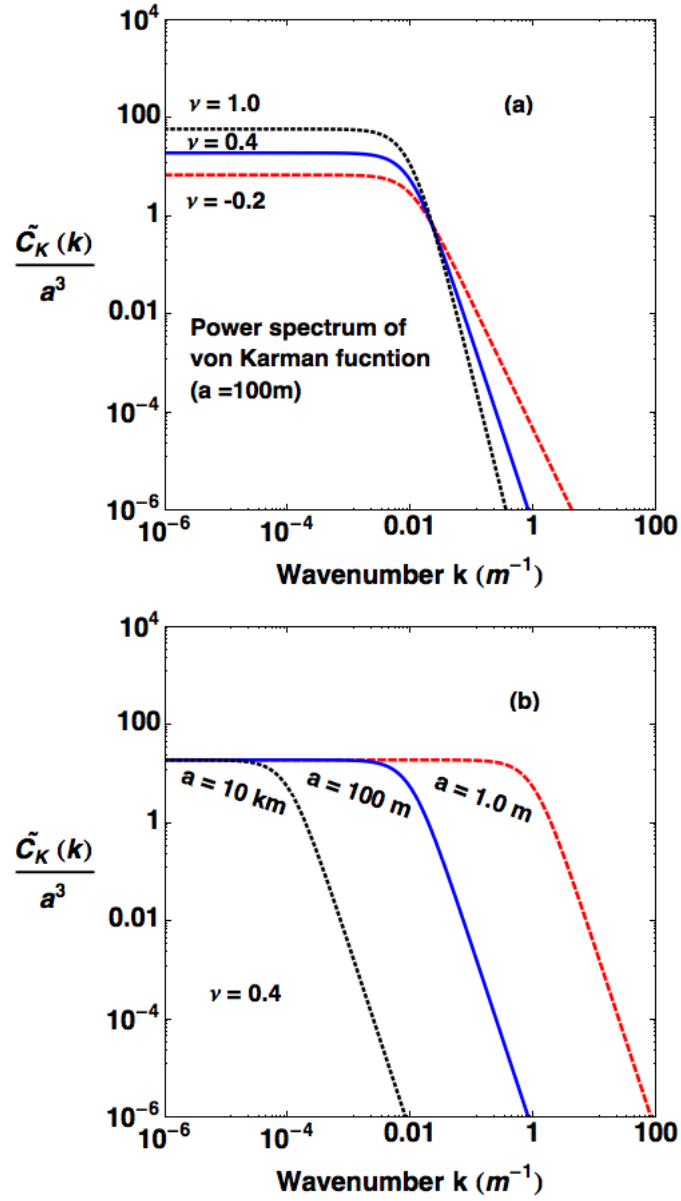 10^4
100
1
0.01
10^-4
10^-6
C̃_K (k)
a^3
ν = 1.0
ν = 0.4
ν = -0.2
(a)
Power spectrum of
von Karman fucntion
(a =100m)
10^-6
10^-4
0.01
1
100
Wavenumber k (m^-1)
10^4
100
1
0.01
10^-4
10^-6
C̃_K (k)
a^3
(b)
a = 10 km
a = 100 m
a = 1.0 m
ν = 0.4
10^-6
10^-4
0.01
1
100
Wavenumber k (m^-1)